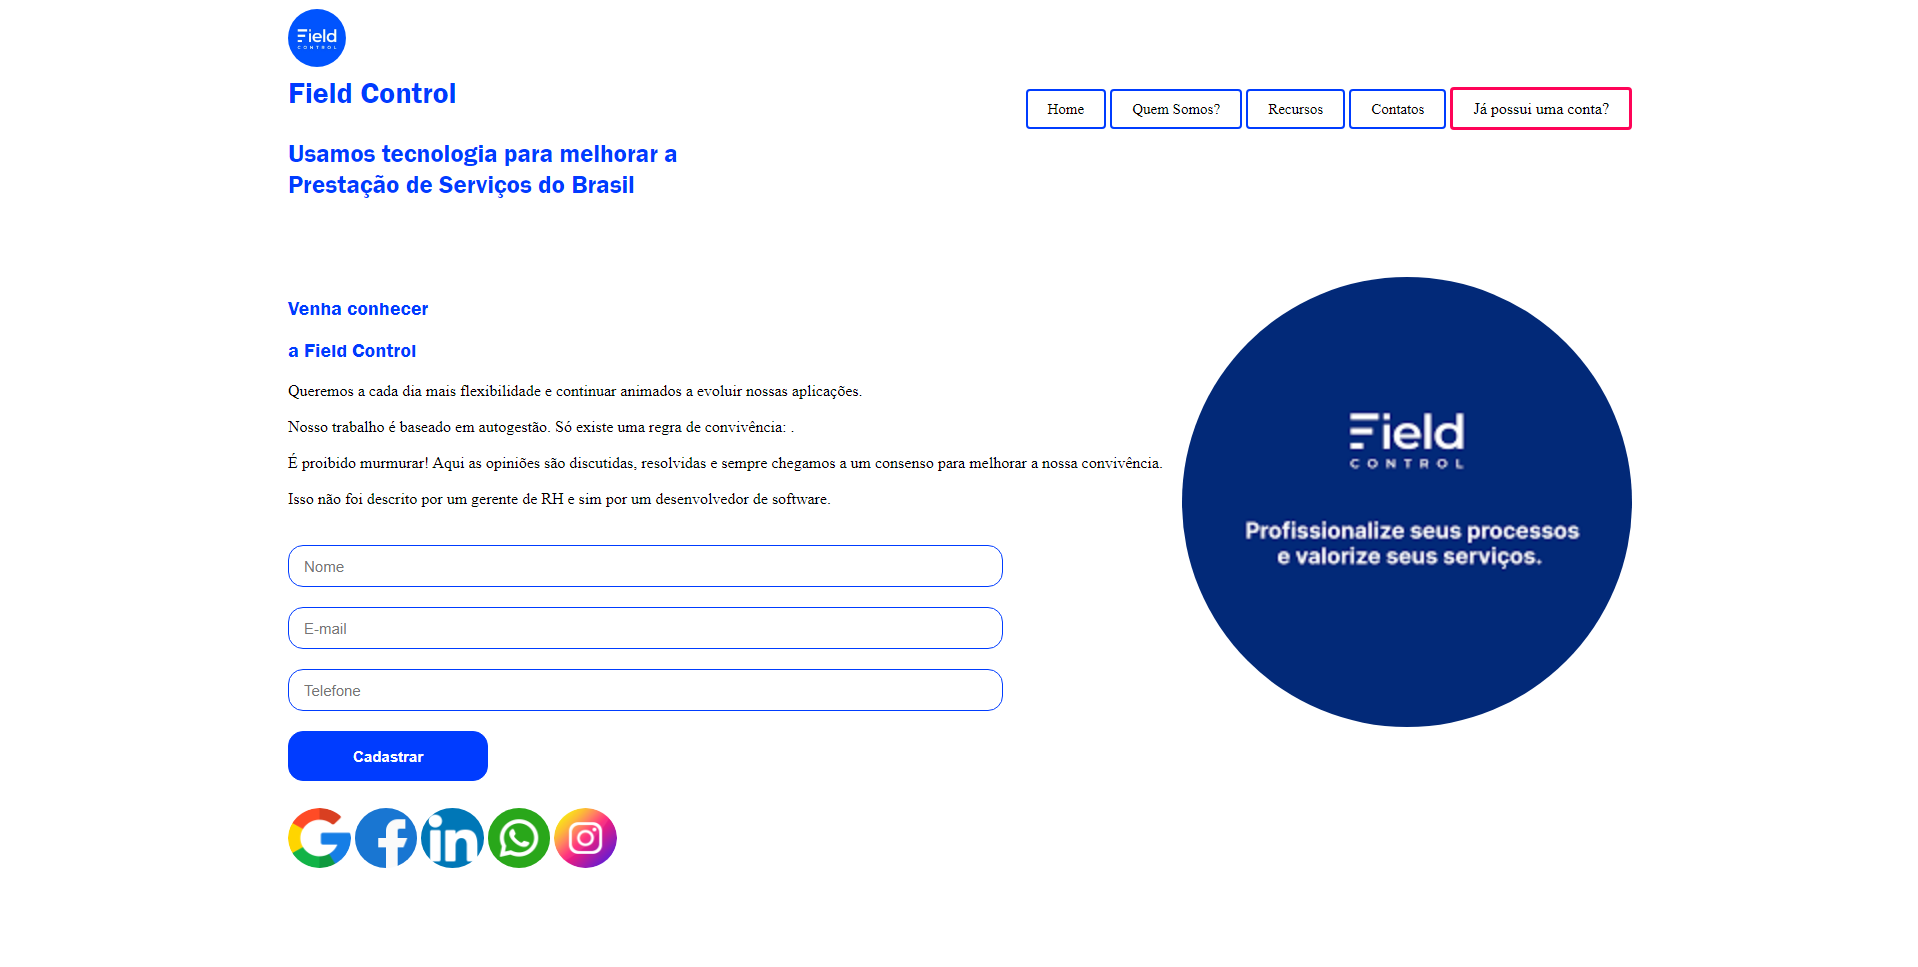 Field
CONTROL
Field Control
Home
Quem Somos?
Recursos
Contatos
Já possui uma conta?
Usamos tecnologia para melhorar a
Prestação de Serviços do Brasil
Venha conhecer
a Field Control
Queremos a cada dia mais flexibilidade e continuar animados a evoluir nossas aplicações.
Nosso trabalho é baseado em autogestão. Só existe uma regra de convivência: .
É proibido murmurar! Aqui as opiniões são discutidas, resolvidas e sempre chegamos a um consenso para melhorar a nossa convivência.
Isso não foi descrito por um gerente de RH e sim por um desenvolvedor de software.
Nome
E-mail
Telefone
Cadastrar
Field
CONTROL
Profissionalize seus processos
e valorize seus serviços.
in